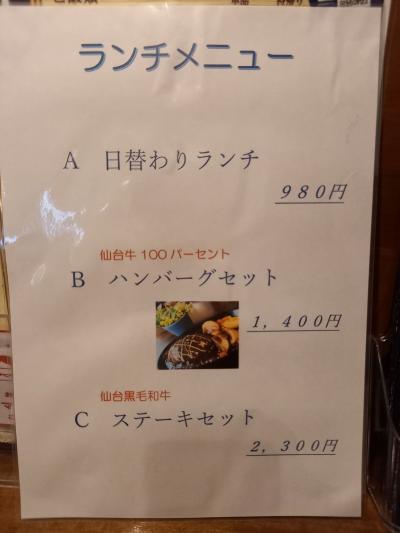 ランチメニュー
A 日替わりランチ
980円
仙台牛 100パーセント
B ハンバーグセット
1,400円
仙台黒毛和牛
C ステーキセット
2,300円